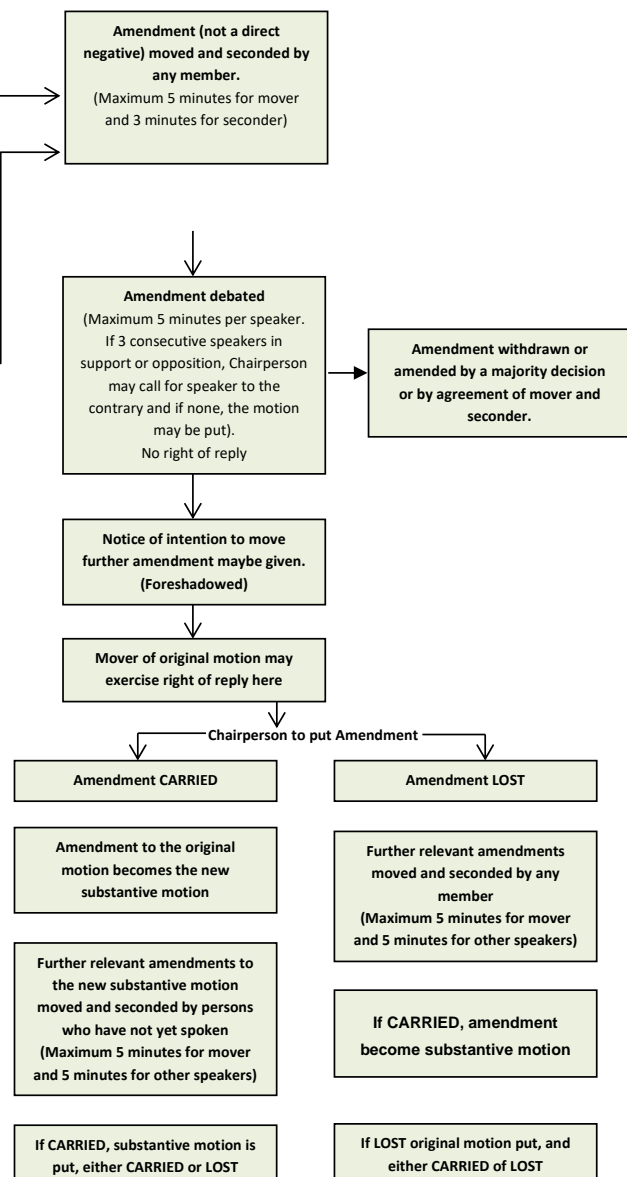 Amendment (not a direct
negative) moved and seconded by
any member.
(Maximum 5 minutes for mover
and 3 minutes for seconder)
Amendment debated
(Maximum 5 minutes per speaker.
If 3 consecutive speakers in
support or opposition, Chairperson
may call for speaker to the
contrary and if none, the motion
may be put).
No right of reply
Amendment withdrawn or
amended by a majority decision
or by agreement of mover and
seconder.
Notice of intention to move
further amendment maybe given.
(Foreshadowed)
Mover of original motion may
exercise right of reply here
Chairperson to put Amendment
Amendment CARRIED
Amendment to the original
motion becomes the new
substantive motion
Further relevant amendments to
the new substantive motion
moved and seconded by persons
who have not yet spoken
(Maximum 5 minutes for mover
and 5 minutes for other speakers)
If CARRIED, substantive motion is
put, either CARRIED or LOST
Amendment LOST
Further relevant amendments
moved and seconded by any
member
(Maximum 5 minutes for mover
and 5 minutes for other speakers)
If CARRIED, amendment
become substantive motion
If LOST original motion put, and
either CARRIED of LOST